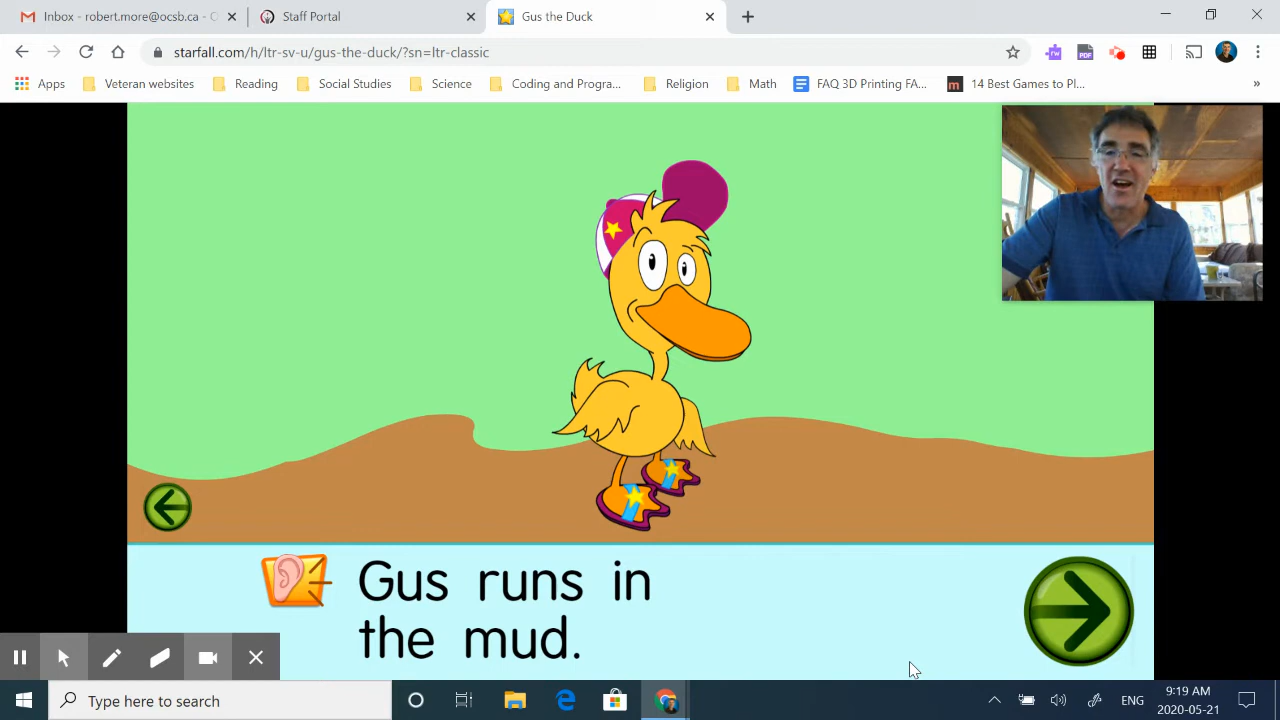 Inbox - robert.more@ocsb.ca - G
Staff Portal
Gus the Duck
starfall.com/h/ltr-sv-u/gus-the-duck/?sn=ltr-classic
rw
PDF
Apps
Veteran websites
Reading
Social Studies
Science
Coding and Progra...
Religion
Math
FAQ 3D Printing FA...
m
14 Best Games to Pl...
»
Gus runs in
the mud.
Type here to search
ENG
9:19 AM
2020-05-21